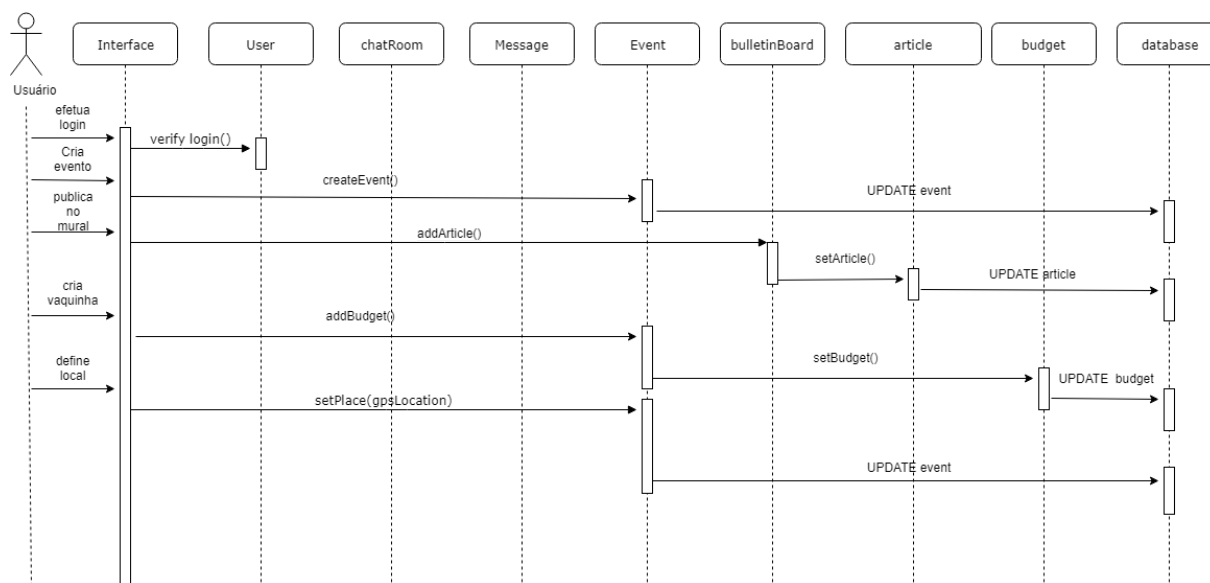 Interface
User
chatRoom
Message
Event
bulletinBoard
article
budget
database
Usuário
efetua
login
verify login()
Cria
evento
createEvent()
UPDATE event
publica
no
mural
addArticle()
setArticle()
UPDATE article
cria
vaquinha
addBudget()
setBudget()
define
local
UPDATE budget
setPlace(gpsLocation)
UPDATE event